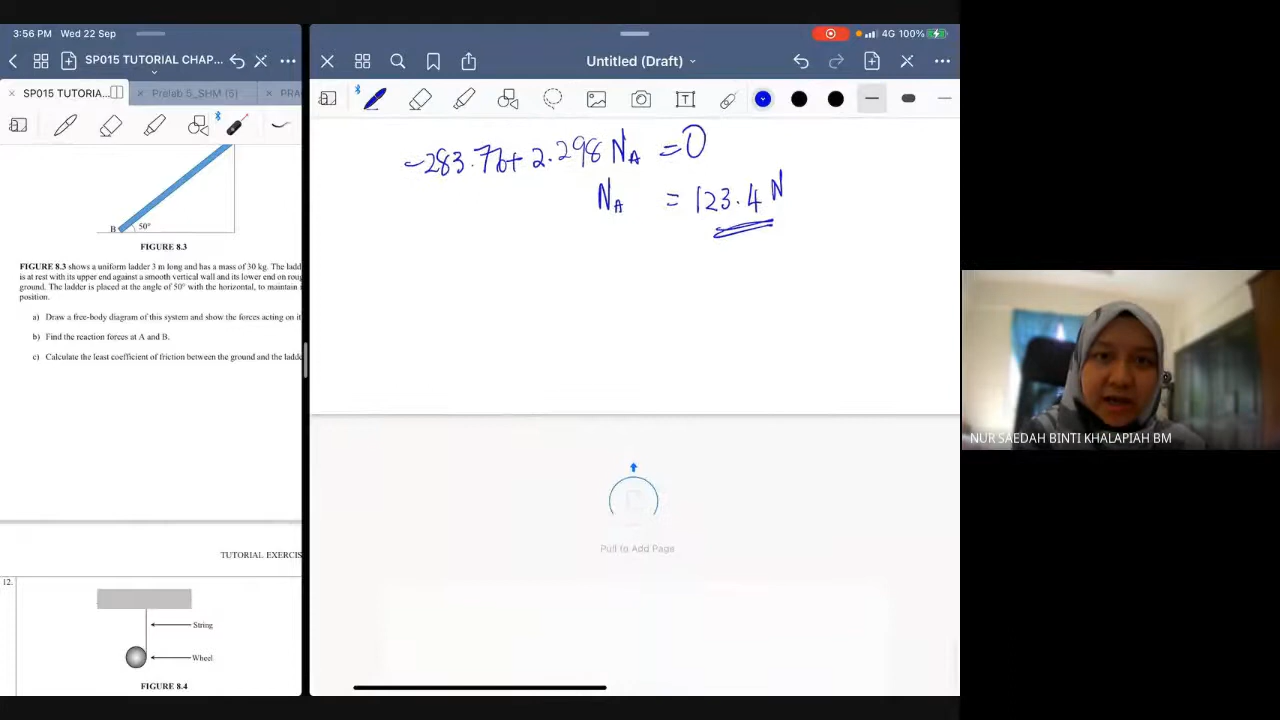 3:56 PM Wed 22 Sep
4G 100%
SP015 TUTORIAL CHAP...
Untitled (Draft)
SP015 TUTORIA...
Prelab 5_SHM (5)
PRA
B 50°
FIGURE 8.3
FIGURE 8.3 shows a uniform ladder 3 m long and has a mass of 30 kg. The ladd
is at rest with its upper end against a smooth vertical wall and its lower end on roug
ground. The ladder is placed at the angle of 50° with the horizontal, to maintain i
position.
a) Draw a free-body diagram of this system and show the forces acting on it
b) Find the reaction forces at A and B.
c) Calculate the least coefficient of friction between the ground and the ladde
TUTORIAL EXERCIS
12.
String
Wheel
FIGURE 8.4
-283.76+ 2.298 NA = 0
NA = 123.4 N
Pull to Add Page
NUR SAEDAH BINTI KHALAPIAH BM